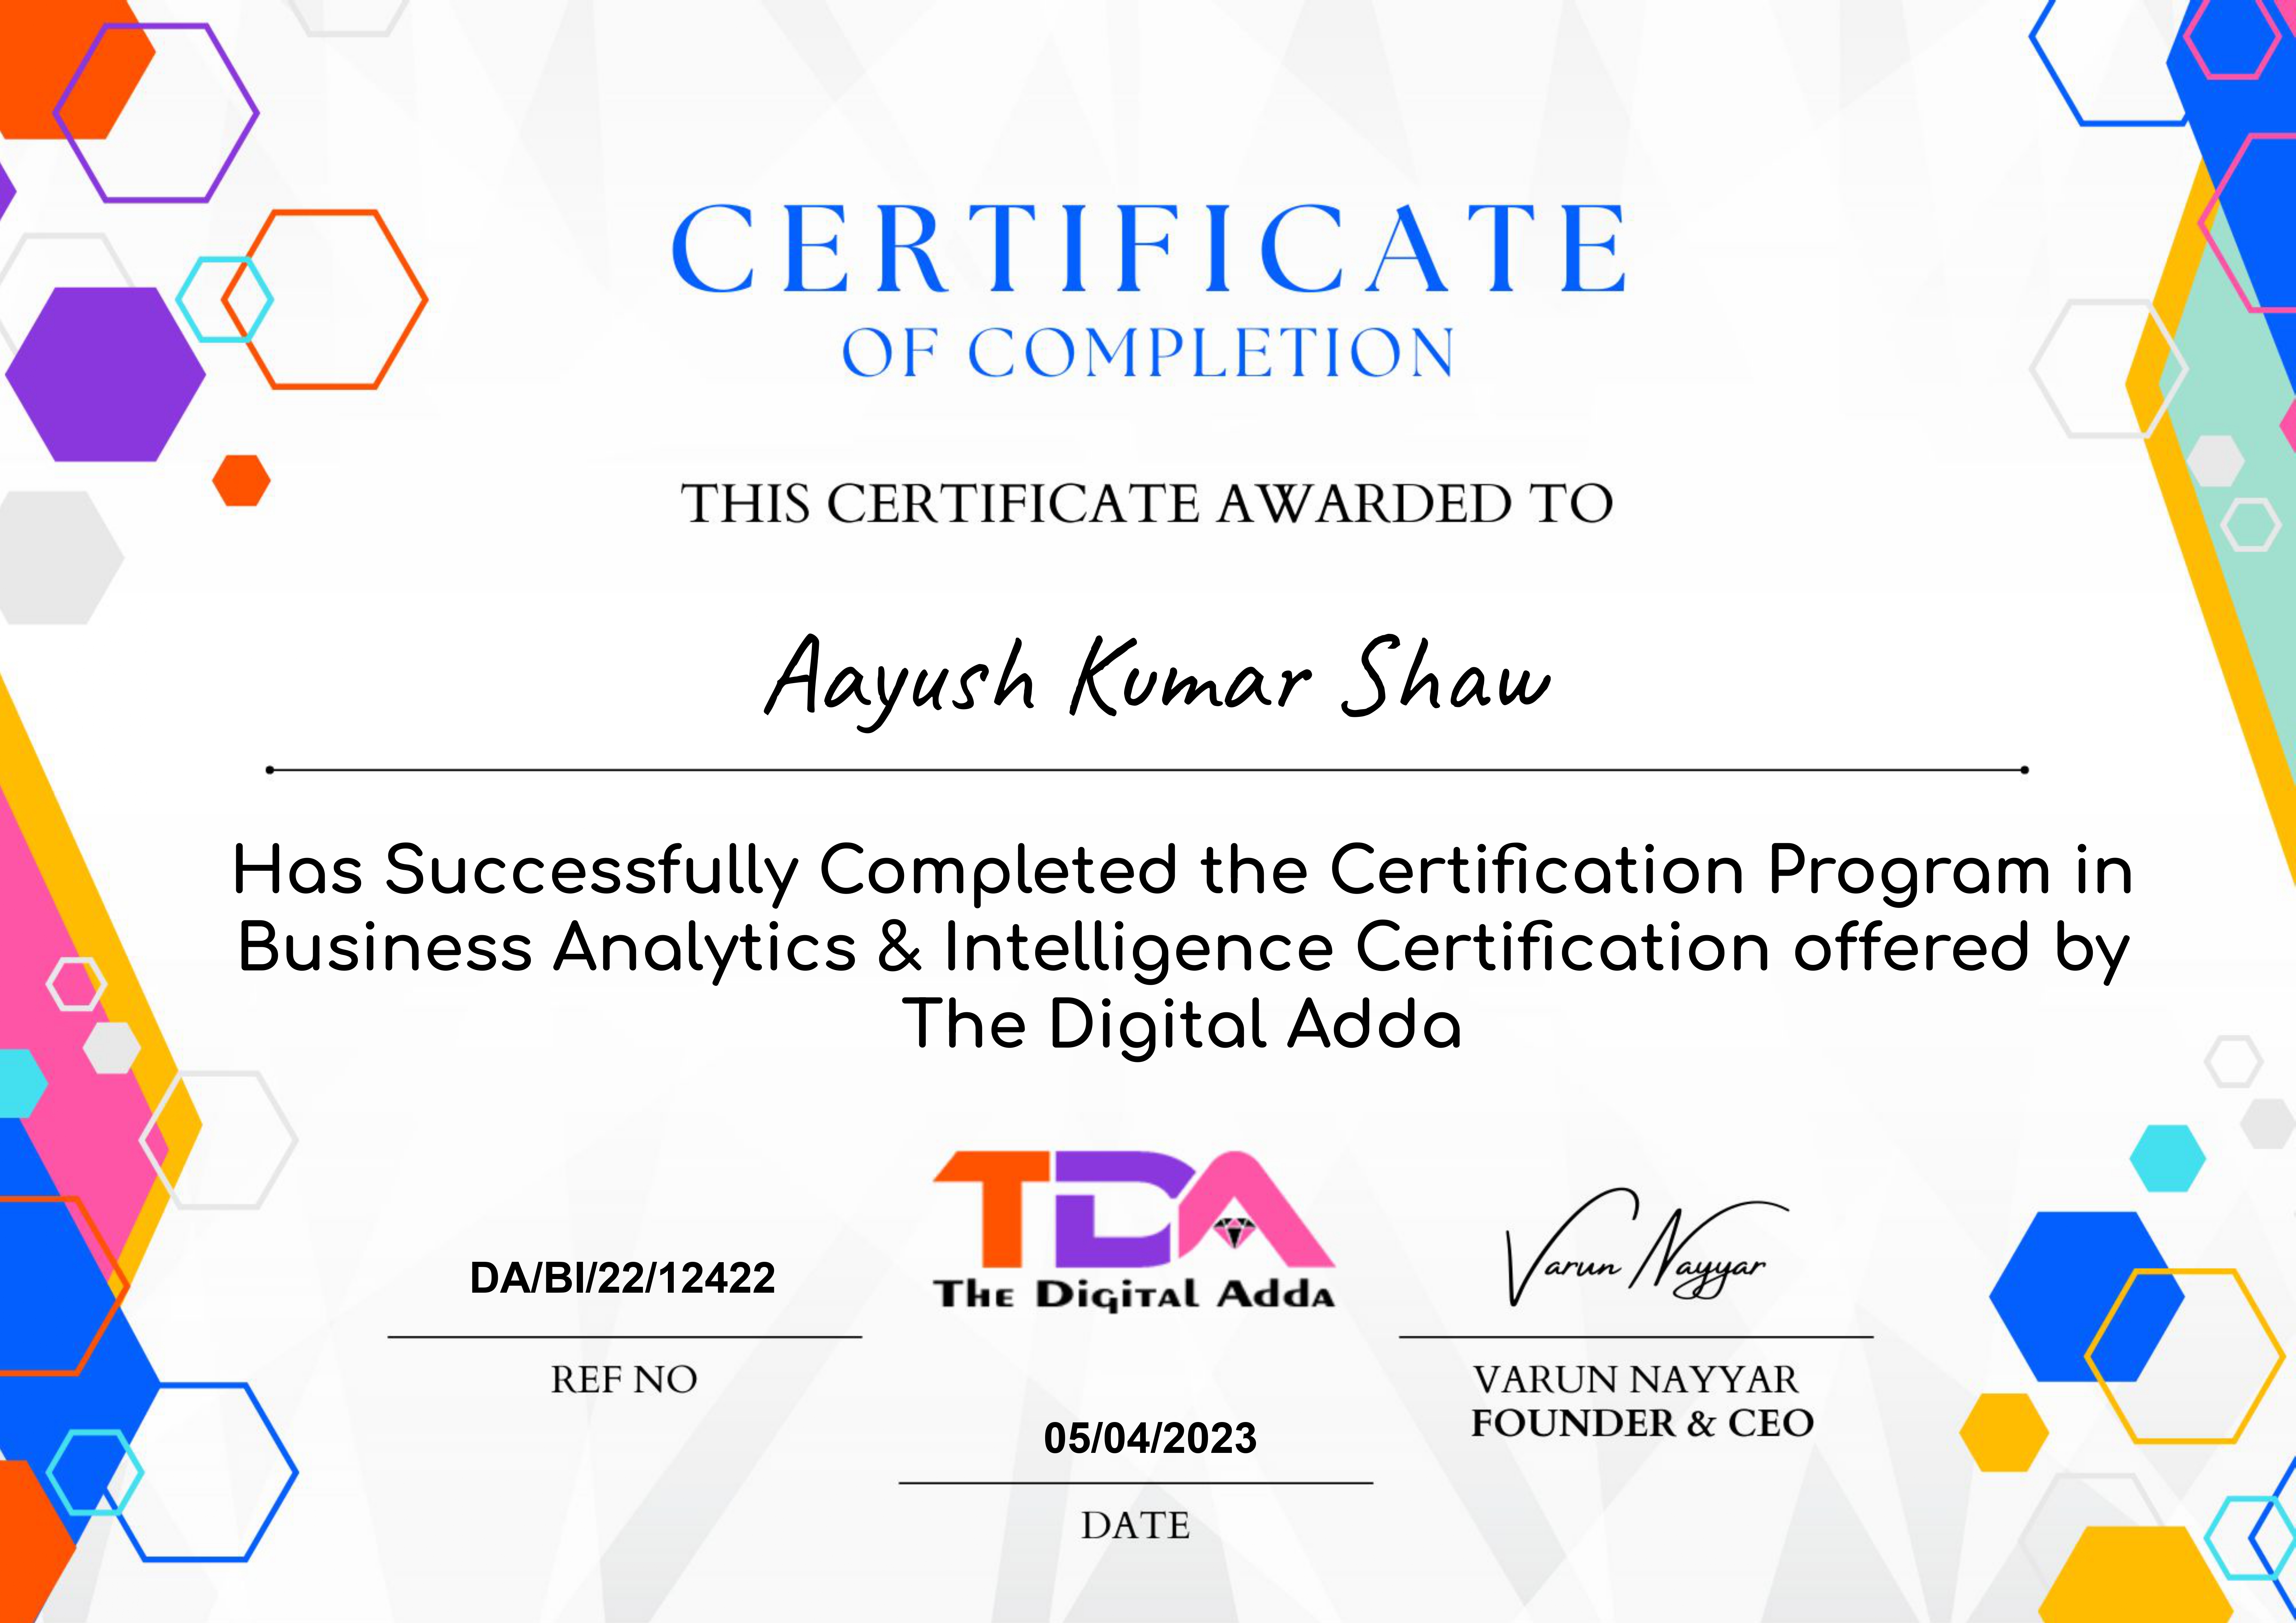 CERTIFICATE
OF COMPLETION
THIS CERTIFICATE AWARDED TO
Aayush Kumar Shaw
Has Successfully Completed the Certification Program in
Business Analytics & Intelligence Certification offered by
The Digital Adda
TDA
The Digital Adda
DA/BI/22/12422
REF NO
Varun Nayyar
VARUN NAYYAR
FOUNDER & CEO
05/04/2023
DATE